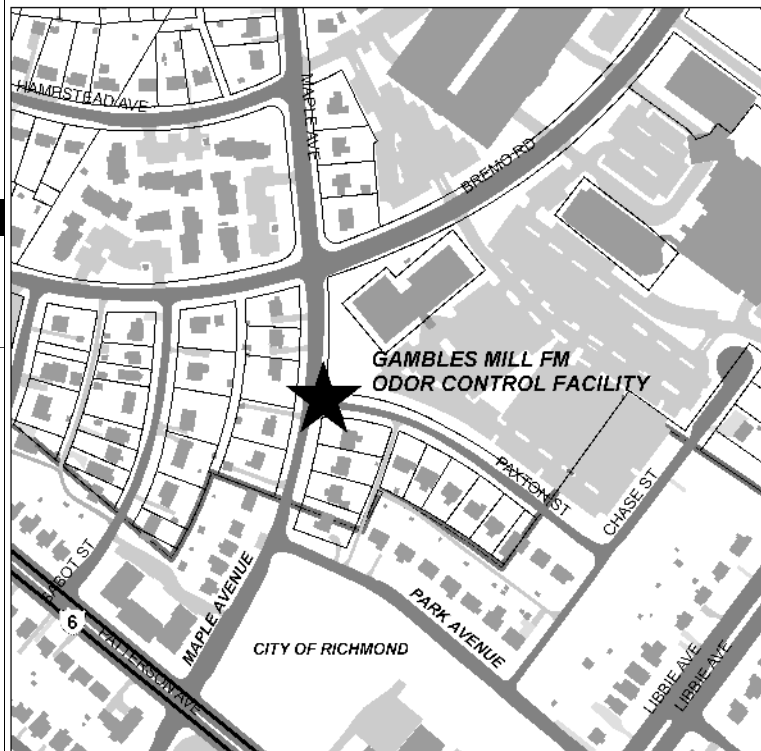 HAMPSTEAD AVE
MAPLE AVE
BREMO RD
GAMBLES MILL FM
ODOR CONTROL FACILITY
PAXTON ST
CHASE ST
SABOT ST
6
PATTERSON AVE
MAPLE AVENUE
PARK AVENUE
CITY OF RICHMOND
LIBBIE AVE
LIBBIE AVE